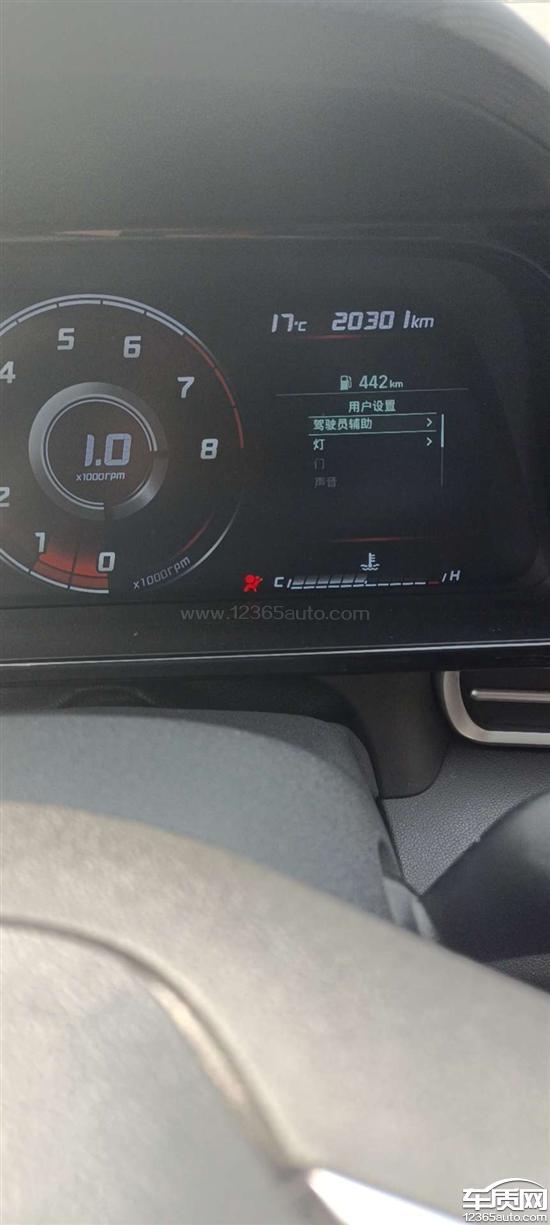 17°C 20301km
442km
用户设置
驾驶员辅助
灯
门
声音
4
5
6
7
8
1.0
x1000rpm
2
1
0
x1000rpm
C
H
www.12365auto.com
车质网
12365auto.com